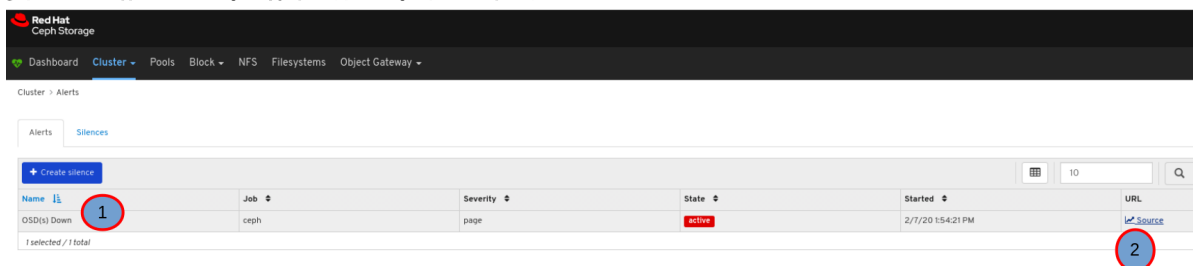 Red Hat
Ceph Storage
Dashboard Cluster Pools Block NFS Filesystems Object Gateway
Cluster > Alerts
Alerts Silences
+ Create silence 10
Name Job Severity State Started URL
OSD(s) Down ceph page active 2/7/20 1:54:21 PM Source
1 selected / 1 total
1
2